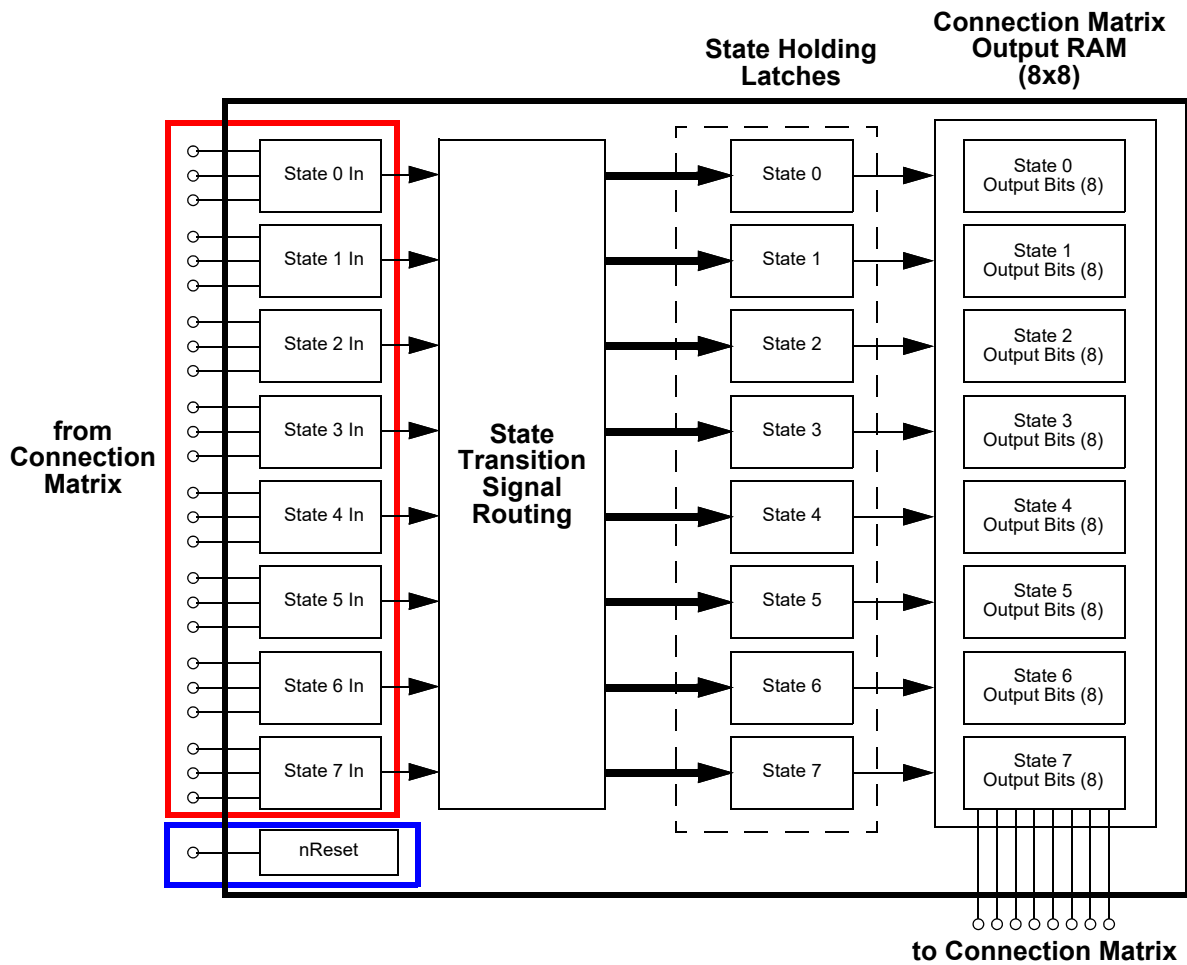 Connection Matrix
Output RAM
(8x8)
State Holding
Latches
from
Connection
Matrix
State 0 In
State 1 In
State 2 In
State 3 In
State 4 In
State 5 In
State 6 In
State 7 In
nReset
State
Transition
Signal
Routing
State 0
State 1
State 2
State 3
State 4
State 5
State 6
State 7
State 0
Output Bits (8)
State 1
Output Bits (8)
State 2
Output Bits (8)
State 3
Output Bits (8)
State 4
Output Bits (8)
State 5
Output Bits (8)
State 6
Output Bits (8)
State 7
Output Bits (8)
to Connection Matrix